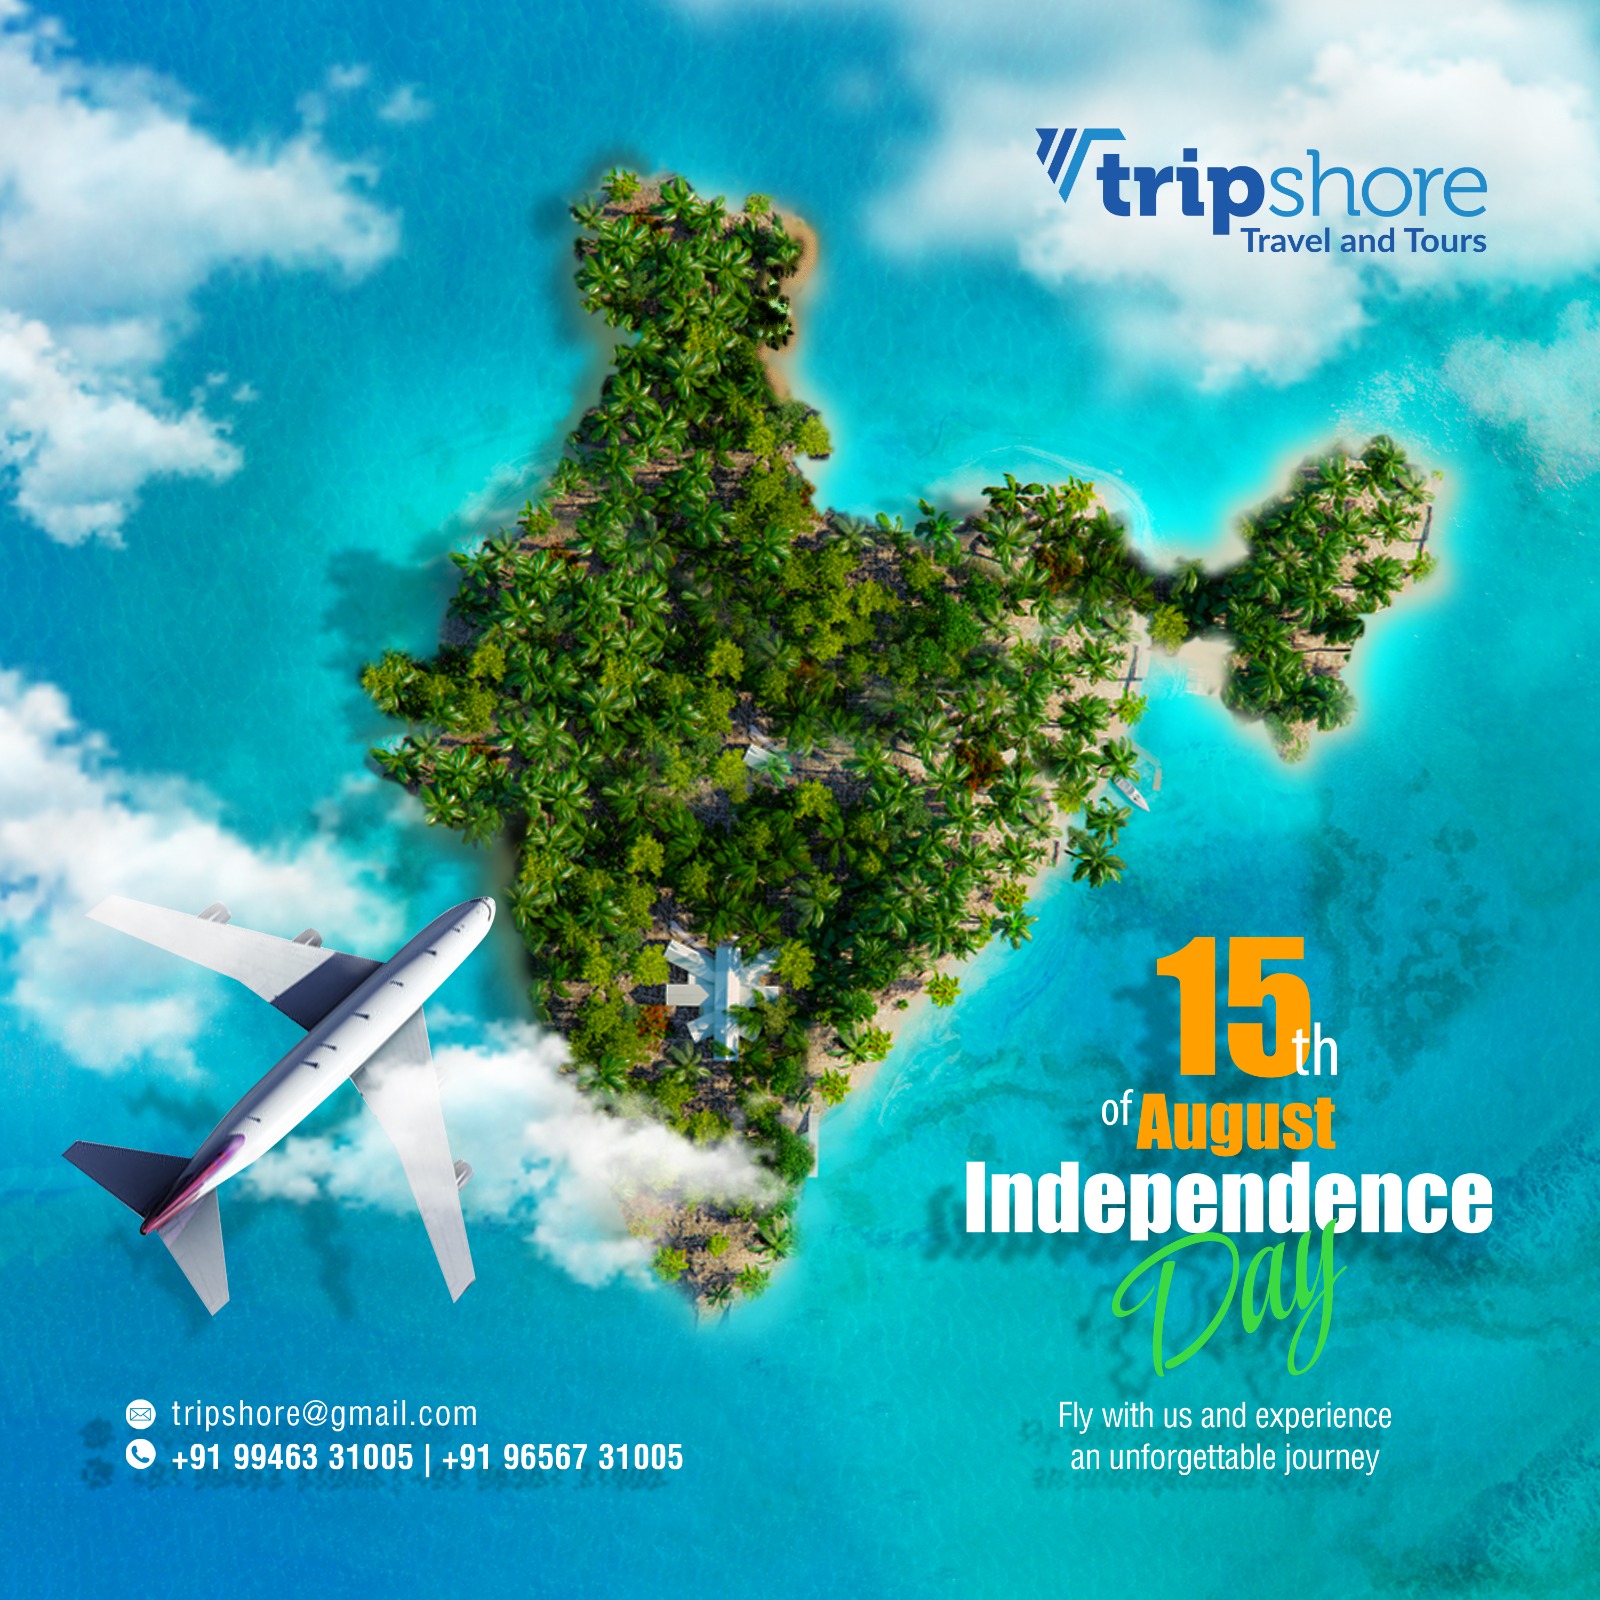 tripshore
Travel and Tours
15th
of August
Independence
Day
Fly with us and experience
an unforgettable journey
tripshore@gmail.com
+91 99463 31005 | +91 96567 31005